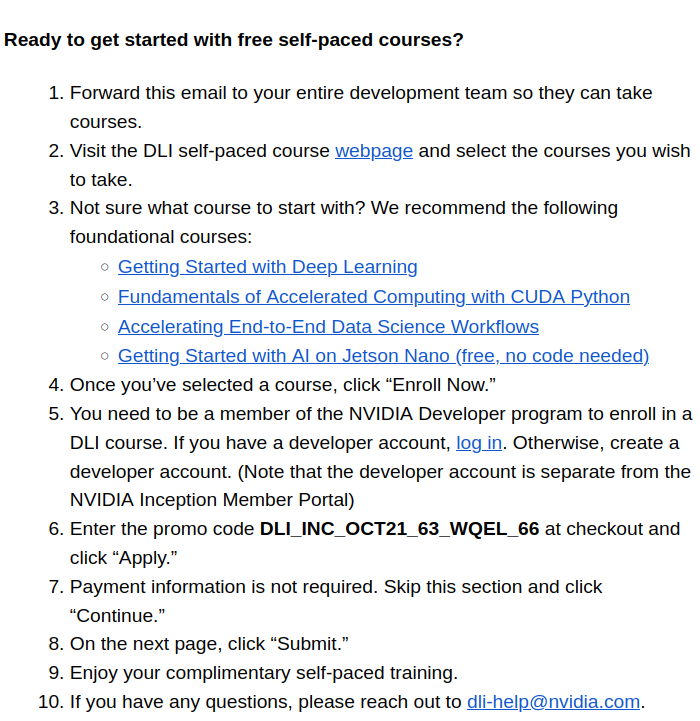 Ready to get started with free self-paced courses?
1. Forward this email to your entire development team so they can take
courses.
2. Visit the DLI self-paced course webpage and select the courses you wish
to take.
3. Not sure what course to start with? We recommend the following
foundational courses:
○ Getting Started with Deep Learning
○ Fundamentals of Accelerated Computing with CUDA Python
○ Accelerating End-to-End Data Science Workflows
○ Getting Started with AI on Jetson Nano (free, no code needed)
4. Once you’ve selected a course, click “Enroll Now.”
5. You need to be a member of the NVIDIA Developer program to enroll in a
DLI course. If you have a developer account, log in. Otherwise, create a
developer account. (Note that the developer account is separate from the
NVIDIA Inception Member Portal)
6. Enter the promo code DLI_INC_OCT21_63_WQEL_66 at checkout and
click “Apply.”
7. Payment information is not required. Skip this section and click
“Continue.”
8. On the next page, click “Submit.”
9. Enjoy your complimentary self-paced training.
10. If you have any questions, please reach out to dli-help@nvidia.com.